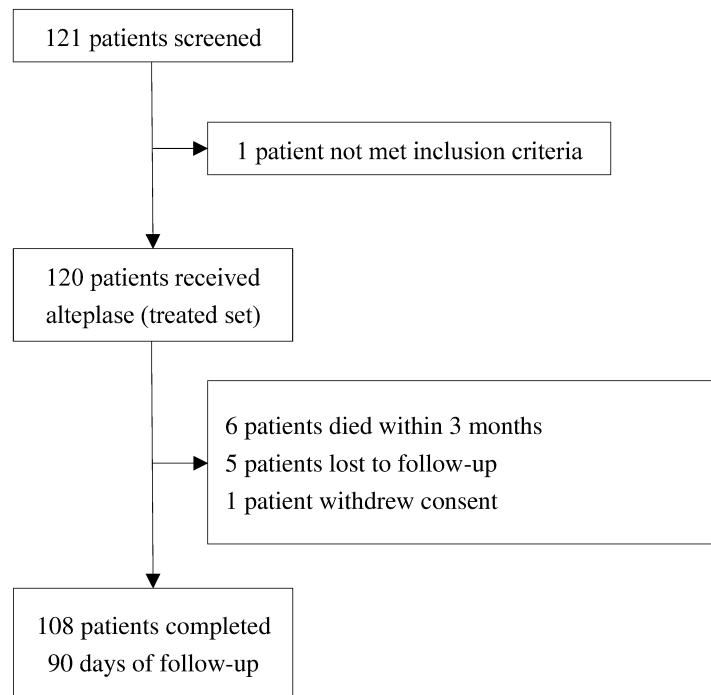 121 patients screened
1 patient not met inclusion criteria
120 patients received
alteplase (treated set)
6 patients died within 3 months
5 patients lost to follow-up
1 patient withdrew consent
108 patients completed
90 days of follow-up